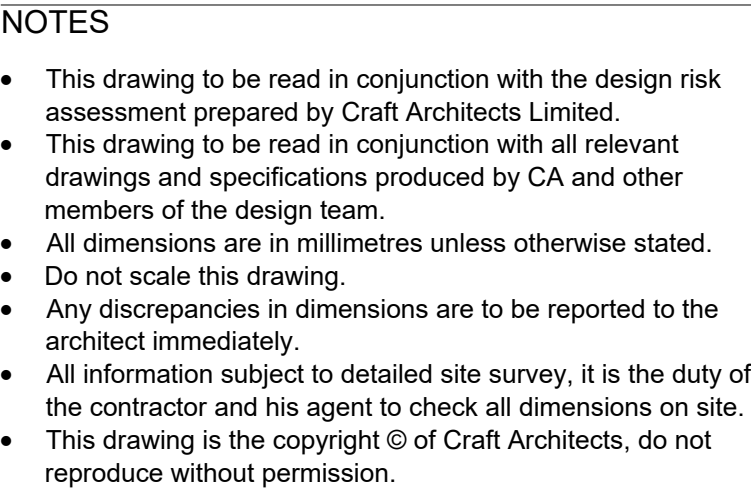 NOTES
• This drawing to be read in conjunction with the design risk
assessment prepared by Craft Architects Limited.
• This drawing to be read in conjunction with all relevant
drawings and specifications produced by CA and other
members of the design team.
• All dimensions are in millimetres unless otherwise stated.
• Do not scale this drawing.
• Any discrepancies in dimensions are to be reported to the
architect immediately.
• All information subject to detailed site survey, it is the duty of
the contractor and his agent to check all dimensions on site.
• This drawing is the copyright © of Craft Architects, do not
reproduce without permission.